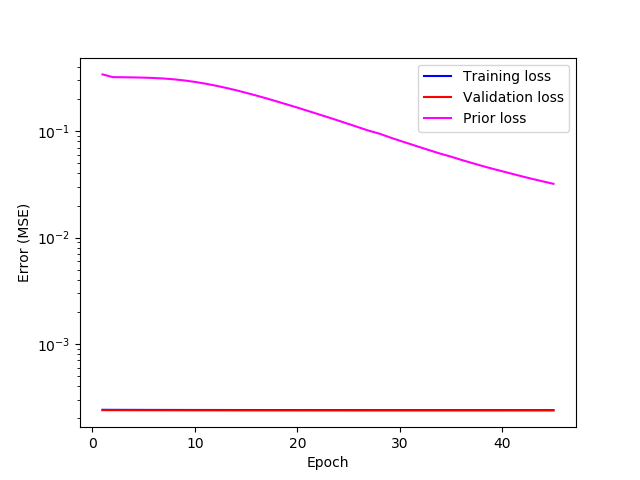 Training loss
Validation loss
Prior loss
10⁻¹
10⁻²
10⁻³
Error (MSE)
0 10 20 30 40
Epoch